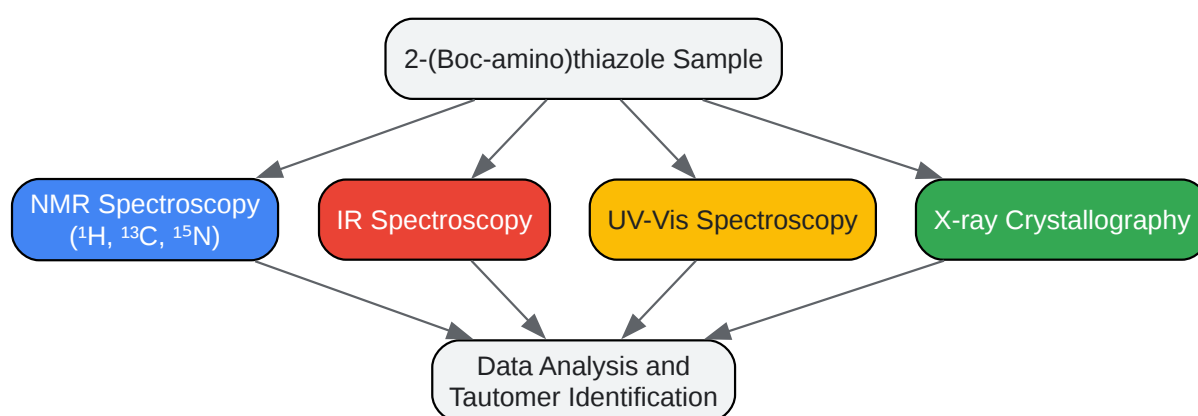 2-(Boc-amino)thiazole Sample
NMR Spectroscopy
(¹H, ¹³C, ¹⁵N)
IR Spectroscopy
UV-Vis Spectroscopy
X-ray Crystallography
Data Analysis and
Tautomer Identification